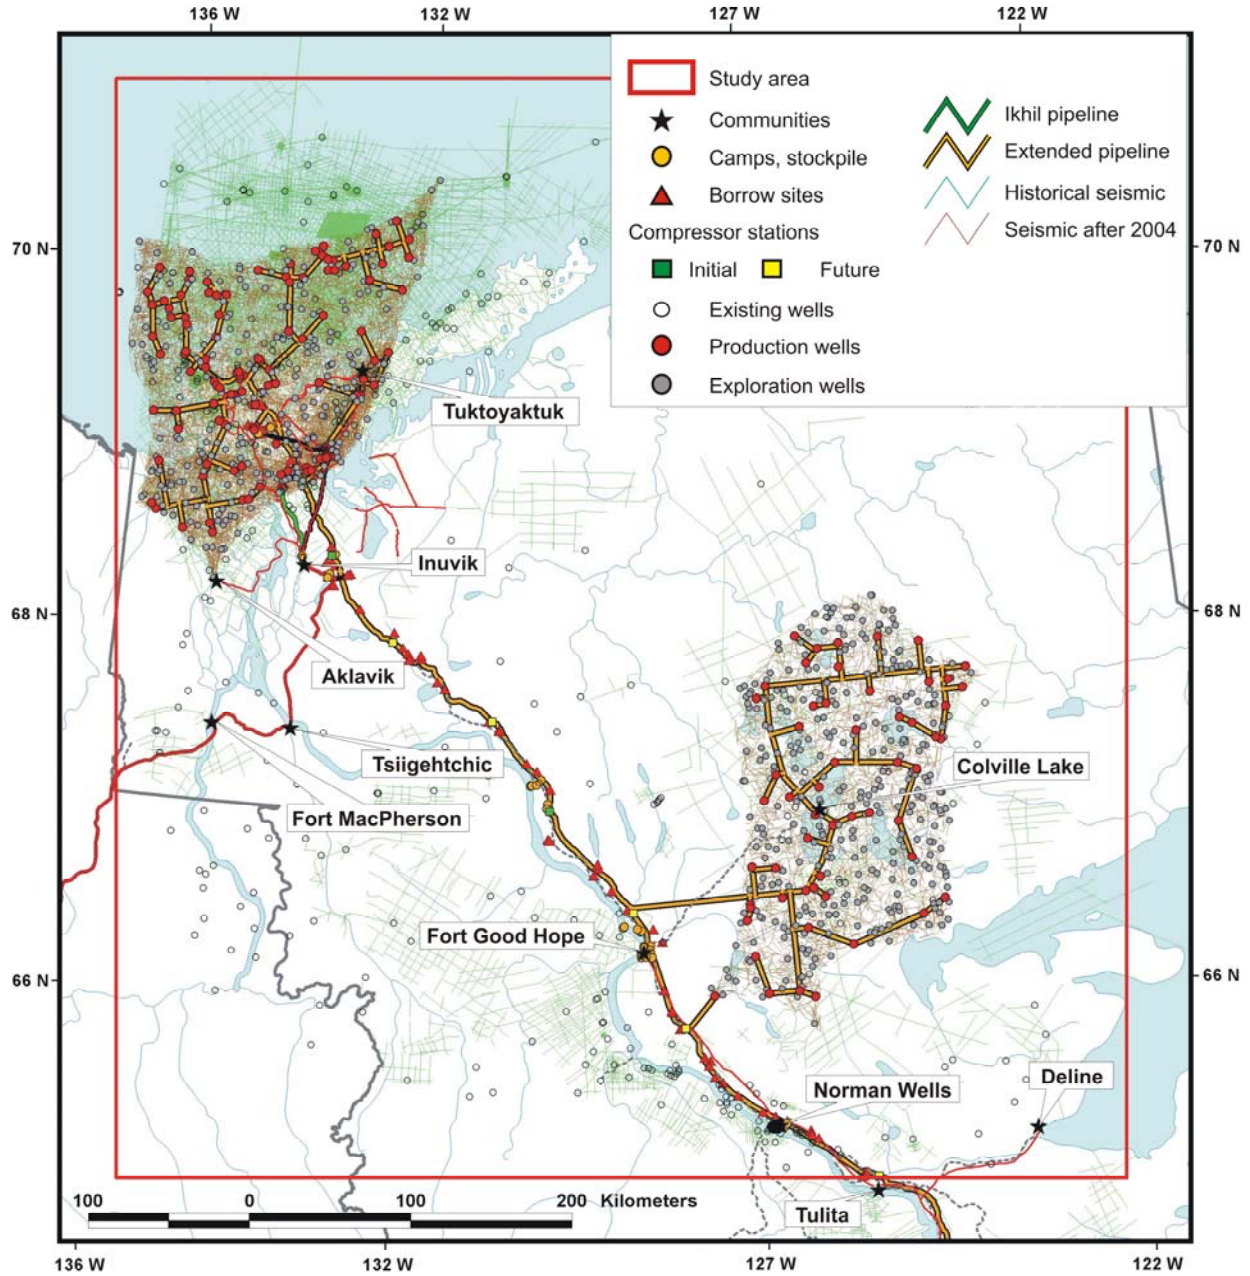 136 W 132 W 127 W 122 W
Study area
Communities
Camps, stockpile
Borrow sites
Compressor stations
Initial Future
Existing wells
Production wells
Exploration wells
Ikhil pipeline
Extended pipeline
Historical seismic
Seismic after 2004
70 N 70 N
Tuktoyaktuk
Inuvik
68 N 68 N
Aklavik
Tsiigehtchic
Colville Lake
Fort MacPherson
Fort Good Hope
66 N 66 N
Deline
Norman Wells
100 0 100 200 Kilometers
Tulita
136 W 132 W 127 W 122 W